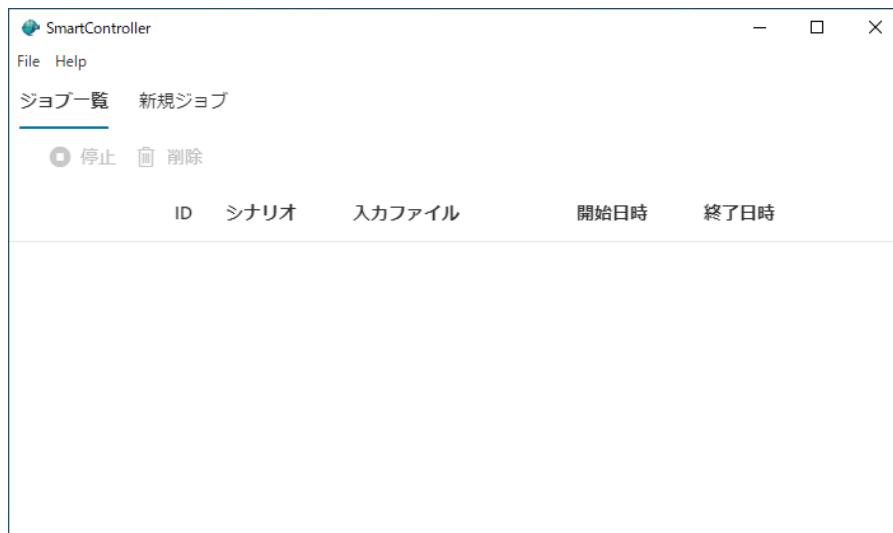 SmartController
File Help
ジョブ一覧 新規ジョブ
停止 削除
ID シナリオ 入力ファイル 開始日時 終了日時